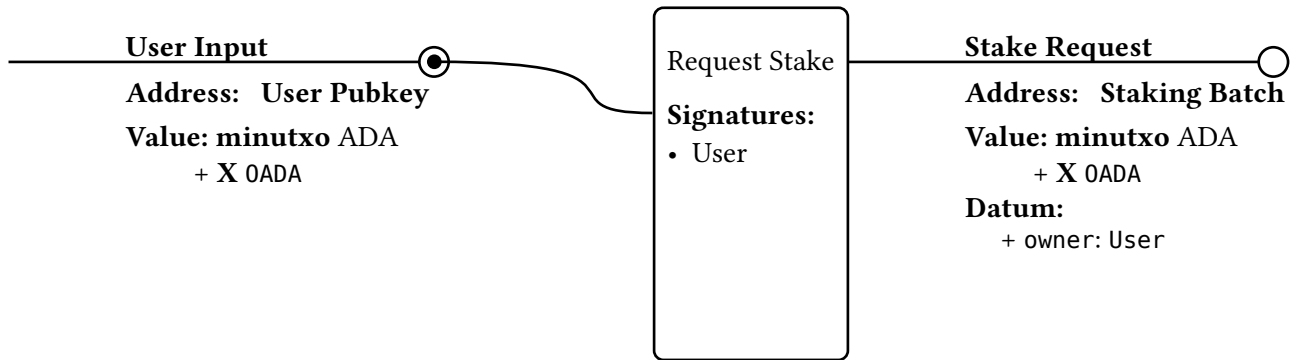 User Input
Address: User Pubkey
Value: minutxo ADA
+ X OADA
Request Stake
Signatures:
• User
Stake Request
Address: Staking Batch
Value: minutxo ADA
+ X OADA
Datum:
+ owner: User